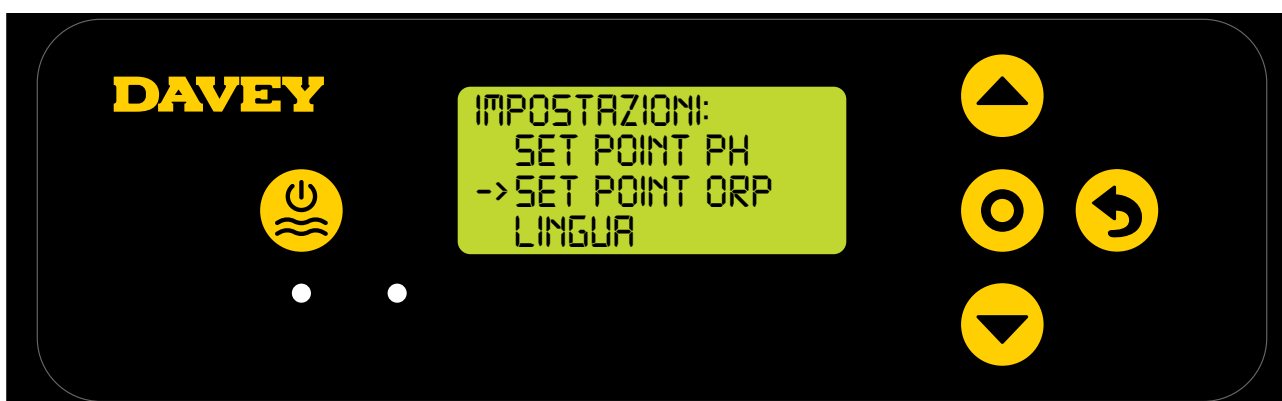 DAVEY
IMPOSTAZIONI:
SET POINT PH
->SET POINT ORP
LINGUA